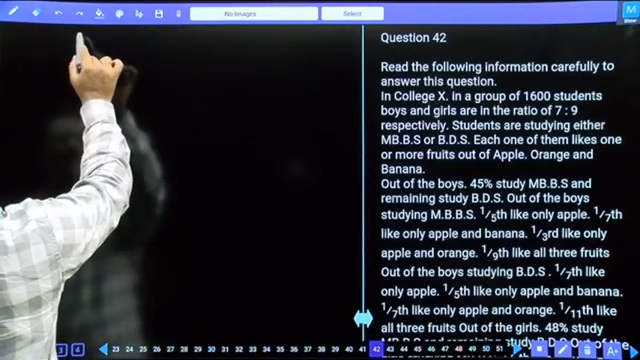 No Images
Select
Question 42
Read the following information carefully to
answer this question.
In College X. in a group of 1600 students
boys and girls are in the ratio of 7 : 9
respectively. Students are studying either
MB.B.S or B.D.S. Each one of them likes one
or more fruits out of Apple. Orange and
Banana.
Out of the boys. 45% study MB.B.S and
remaining study B.D.S. Out of the boys
studying M.B.B.S. 1/5th like only apple. 1/7th
like only apple and banana. 1/3rd like only
apple and orange. 1/9th like all three fruits
Out of the boys studying B.D.S . 1/7th like
only apple. 1/5th like only apple and banana.
1/7th like only apple and orange. 1/11th like
all three fruits Out of the girls. 48% study
3 4 23 24 25 26 27 28 29 30 31 32 33 34 35 36 37 38 39 40 41 42 43 44 45 46 47 48 49 50 51